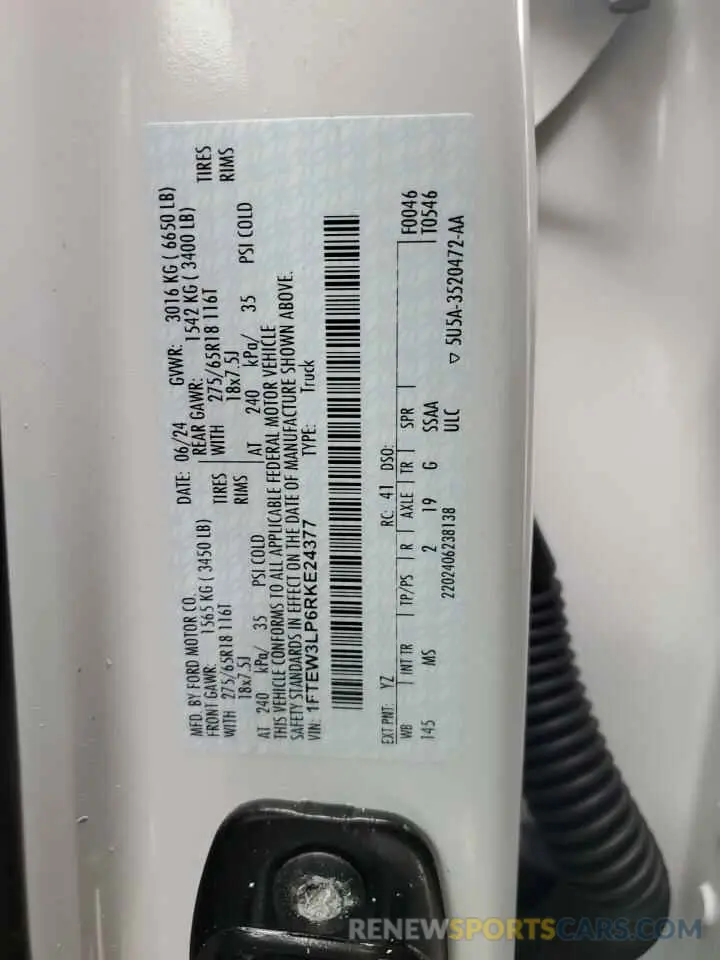 MFD. BY FORD MOTOR CO.
DATE: 06/24 GVWR: 3016 KG ( 6650 LB)
FRONT GAWR: 1565 KG ( 3450 LB) REAR GAWR: 1542 KG ( 3400 LB)
WITH 275/65R18 116T TIRES WITH 275/65R18 116T TIRES
18x7.5J RIMS 18x7.5J RIMS
AT 240 kPa/ 35 PSI COLD AT 240 kPa/ 35 PSI COLD
THIS VEHICLE CONFORMS TO ALL APPLICABLE FEDERAL MOTOR VEHICLE
SAFETY STANDARDS IN EFFECT ON THE DATE OF MANUFACTURE SHOWN ABOVE.
VIN: 1FTEW3LP6RKE24377 TYPE: Truck
EXT PNT: YZ RC: 41 DSO: F0046
WB INT TR TP/PS R AXLE TR SPR T0546
145 MS 2 19 G SSAA
2202406238138 ULC ▽ 5U5A-3520472-AA
RENEWSPORTSCARS.COM